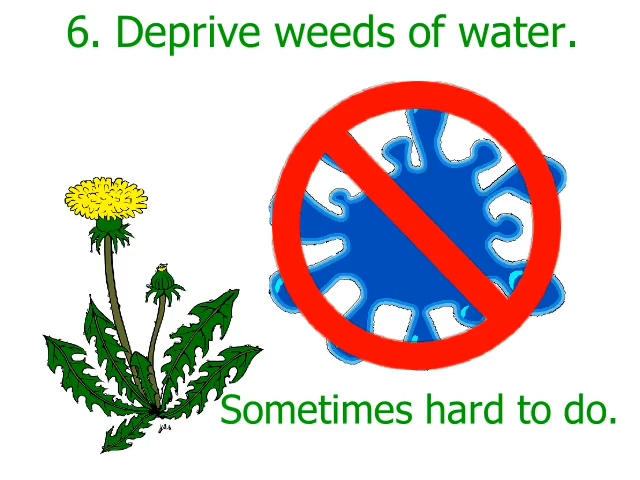 6. Deprive weeds of water.
Sometimes hard to do.